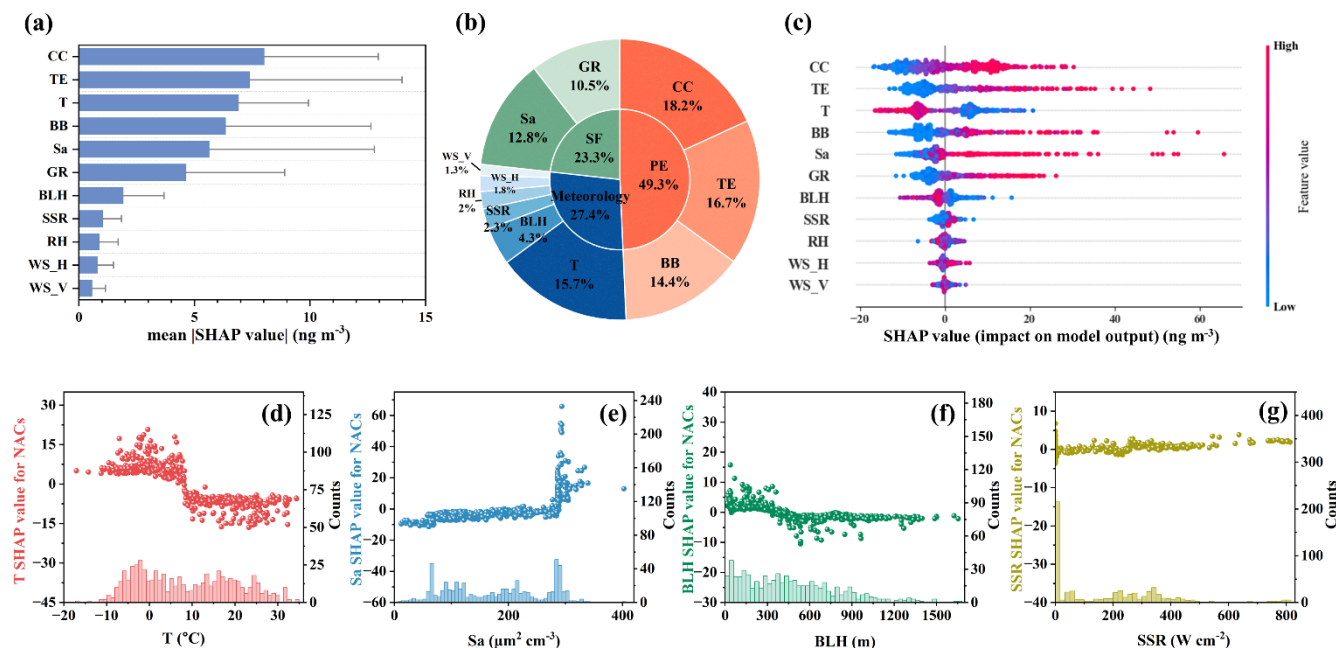 (a)
CC
TE
T
BB
Sa
GR
BLH
SSR
RH
WS_H
WS_V
0 5 10 15
mean |SHAP value| (ng m⁻³)
(b)
GR
10.5%
CC
18.2%
Sa
12.8%
SF
23.3%
PE
49.3%
WS_V
1.3%
WS_H
1.8%
RH
2%
Meteorology
27.4%
TE
16.7%
SSR
2.3%
BLH
4.3%
T
15.7%
BB
14.4%
(c)
High
CC
TE
T
BB
Sa
GR
BLH
SSR
RH
WS_H
WS_V
Feature value
Low
-20 0 20 40 60
SHAP value (impact on model output) (ng m⁻³)
(d)
T SHAP value for NACs
30
15
0
-15
-30
-45
125
100
75
50
25
0
Counts
-20 -10 0 10 20 30
T (°C)
(e)
Sa SHAP value for NACs
60
40
20
0
-20
-40
-60
240
200
160
120
80
40
0
Counts
0 100 200 300 400
Sa (μm² cm⁻³)
(f)
BLH SHAP value for NACs
40
30
20
10
0
-10
-20
-30
180
150
120
90
60
30
0
Counts
0 300 600 900 1200 1500
BLH (m)
(g)
SSR SHAP value for NACs
10
0
-10
-20
-30
-40
400
300
200
100
0
Counts
0 200 400 600 800
SSR (W cm⁻²)